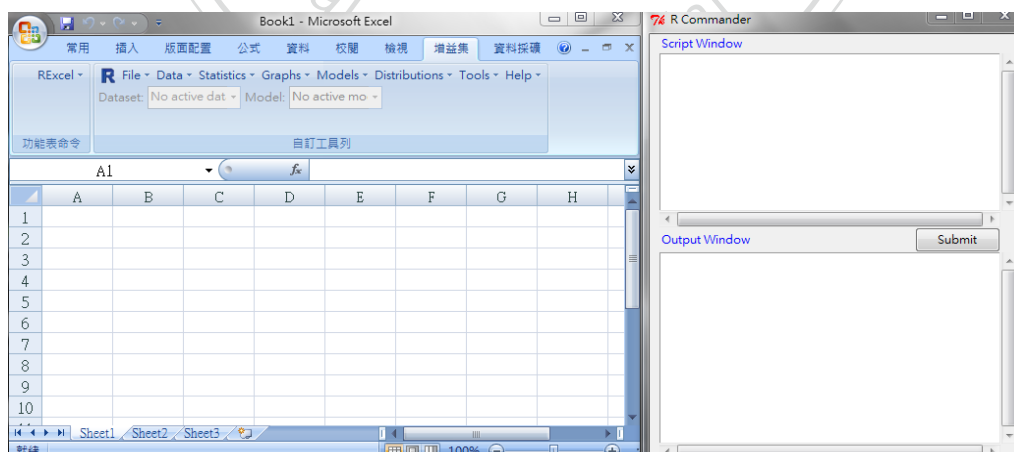 Book1 - Microsoft Excel
常用 插入 版面配置 公式 資料 校閱 檢視 增益集 資料採礦
RExcel R File Data Statistics Graphs Models Distributions Tools Help
Dataset: No active dat Model: No active mo
功能表命令 自訂工具列
A1 fx
A B C D E F G H
1
2
3
4
5
6
7
8
9
10
Sheet1 Sheet2 Sheet3
就緒 100%
R Commander
Script Window
Output Window Submit